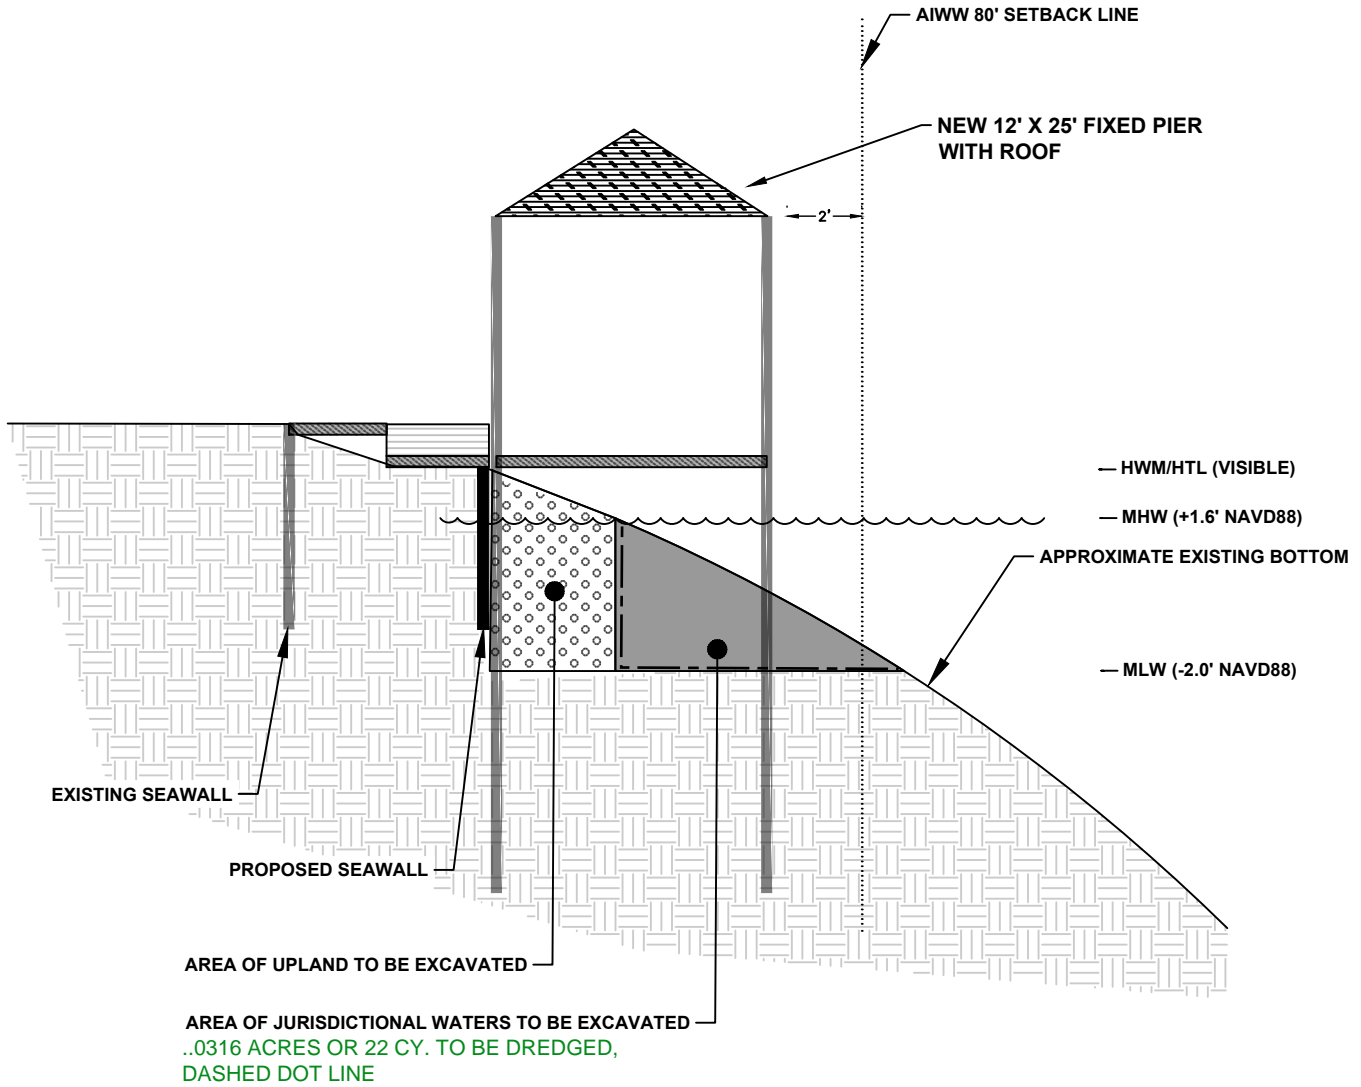 AIWW 80' SETBACK LINE
NEW 12' X 25' FIXED PIER
WITH ROOF
2'
HWM/HTL (VISIBLE)
MHW (+1.6' NAVD88)
APPROXIMATE EXISTING BOTTOM
MLW (-2.0' NAVD88)
EXISTING SEAWALL
PROPOSED SEAWALL
AREA OF UPLAND TO BE EXCAVATED
AREA OF JURISDICTIONAL WATERS TO BE EXCAVATED
..0316 ACRES OR 22 CY. TO BE DREDGED,
DASHED DOT LINE